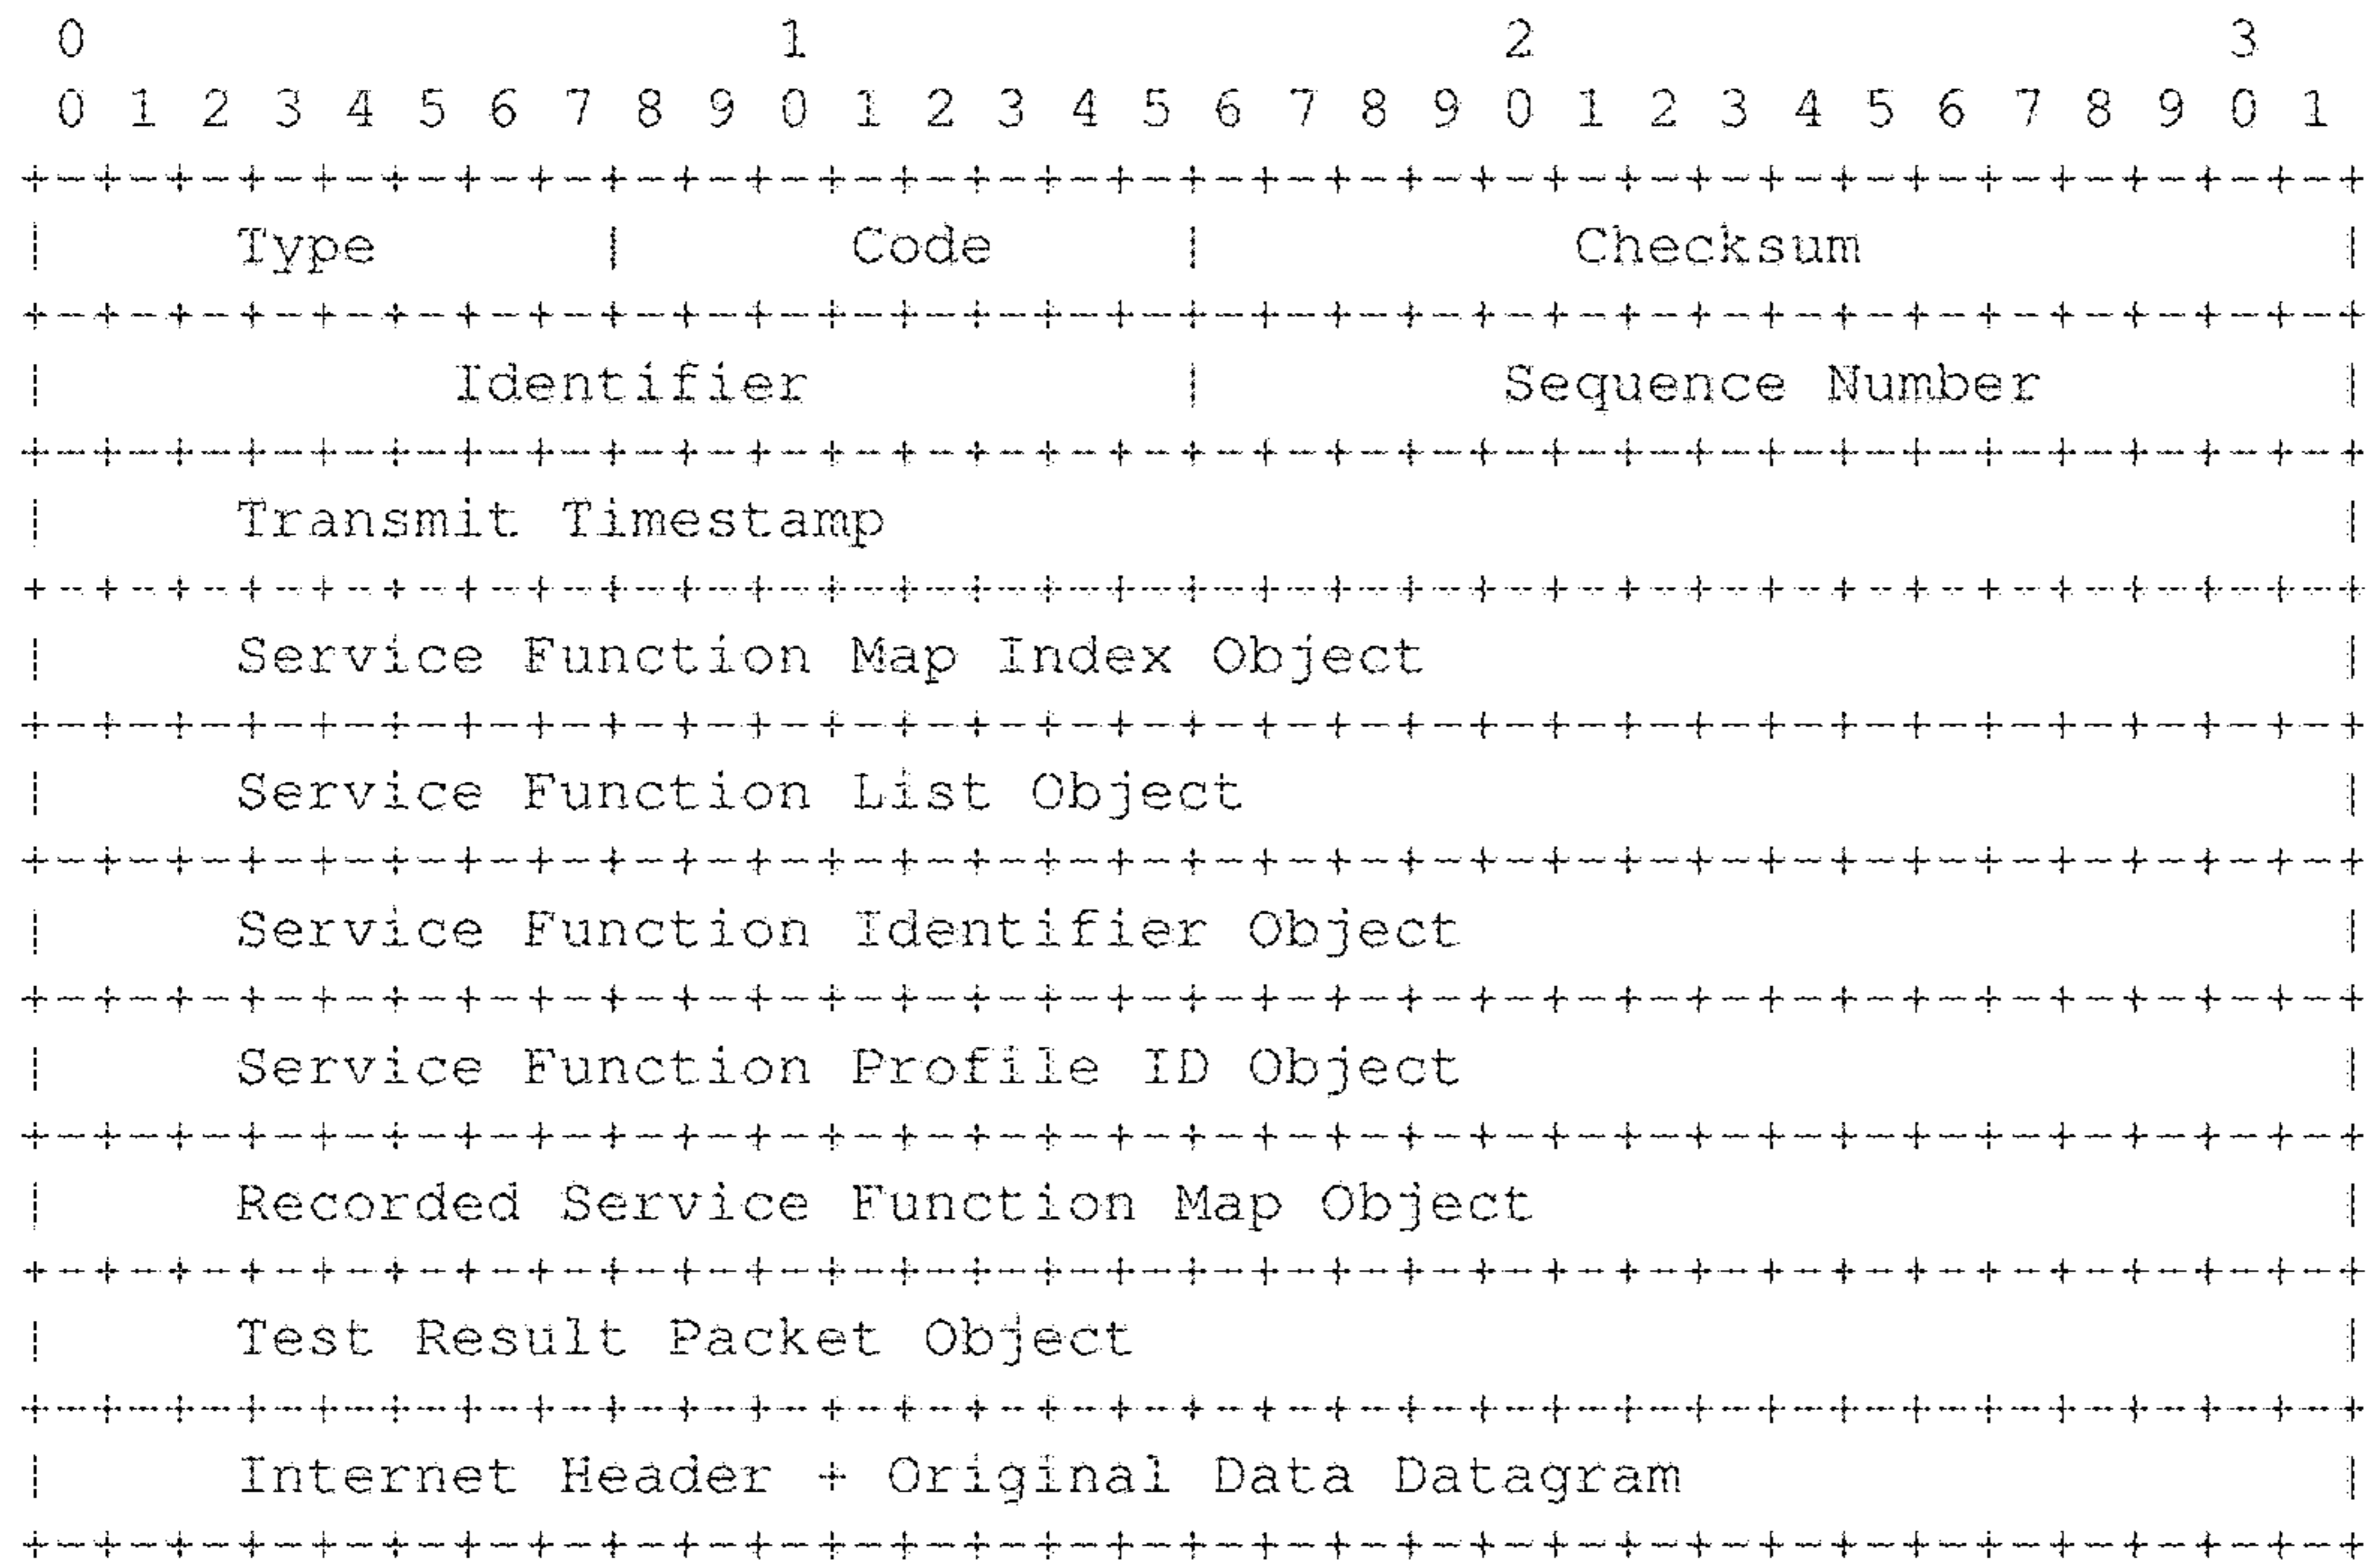 0                   1                   2                   3
 0 1 2 3 4 5 6 7 8 9 0 1 2 3 4 5 6 7 8 9 0 1 2 3 4 5 6 7 8 9 0 1
+-+-+-+-+-+-+-+-+-+-+-+-+-+-+-+-+-+-+-+-+-+-+-+-+-+-+-+-+-+-+-+-+
|     Type      |      Code     |          Checksum             |
+-+-+-+-+-+-+-+-+-+-+-+-+-+-+-+-+-+-+-+-+-+-+-+-+-+-+-+-+-+-+-+-+
|           Identifier          |        Sequence Number        |
+-+-+-+-+-+-+-+-+-+-+-+-+-+-+-+-+-+-+-+-+-+-+-+-+-+-+-+-+-+-+-+-+
|     Transmit Timestamp                                        |
+-+-+-+-+-+-+-+-+-+-+-+-+-+-+-+-+-+-+-+-+-+-+-+-+-+-+-+-+-+-+-+-+
|     Service Function Map Index Object                         |
+-+-+-+-+-+-+-+-+-+-+-+-+-+-+-+-+-+-+-+-+-+-+-+-+-+-+-+-+-+-+-+-+
|     Service Function List Object                              |
+-+-+-+-+-+-+-+-+-+-+-+-+-+-+-+-+-+-+-+-+-+-+-+-+-+-+-+-+-+-+-+-+
|     Service Function Identifier Object                        |
+-+-+-+-+-+-+-+-+-+-+-+-+-+-+-+-+-+-+-+-+-+-+-+-+-+-+-+-+-+-+-+-+
|     Service Function Profile ID Object                        |
+-+-+-+-+-+-+-+-+-+-+-+-+-+-+-+-+-+-+-+-+-+-+-+-+-+-+-+-+-+-+-+-+
|     Recorded Service Function Map Object                      |
+-+-+-+-+-+-+-+-+-+-+-+-+-+-+-+-+-+-+-+-+-+-+-+-+-+-+-+-+-+-+-+-+
|     Test Result Packet Object                                 |
+-+-+-+-+-+-+-+-+-+-+-+-+-+-+-+-+-+-+-+-+-+-+-+-+-+-+-+-+-+-+-+-+
|     Internet Header + Original Data Datagram                  |
+-+-+-+-+-+-+-+-+-+-+-+-+-+-+-+-+-+-+-+-+-+-+-+-+-+-+-+-+-+-+-+-+